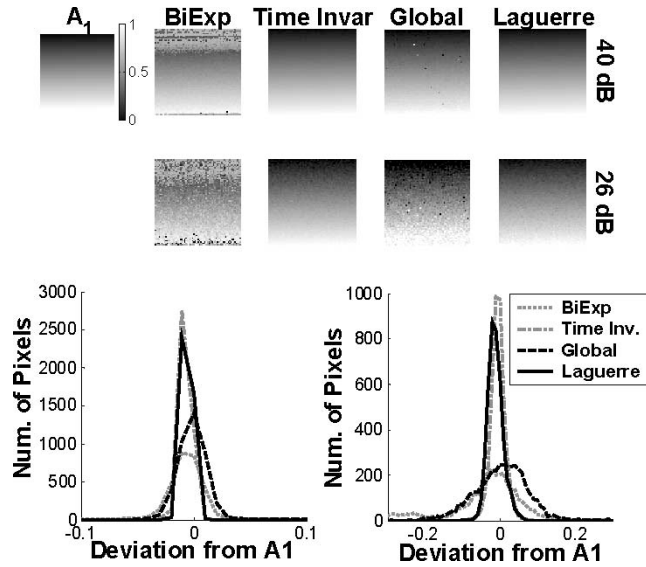 A1
BiExp
Time Invar
Global
Laguerre
1
0.5
0
40 dB
26 dB
3000
2500
2000
1500
1000
500
0
-0.1
0
0.1
Num. of Pixels
Deviation from A1
1000
800
600
400
200
0
-0.2
0
0.2
Num. of Pixels
Deviation from A1
BiExp
Time Inv.
Global
Laguerre